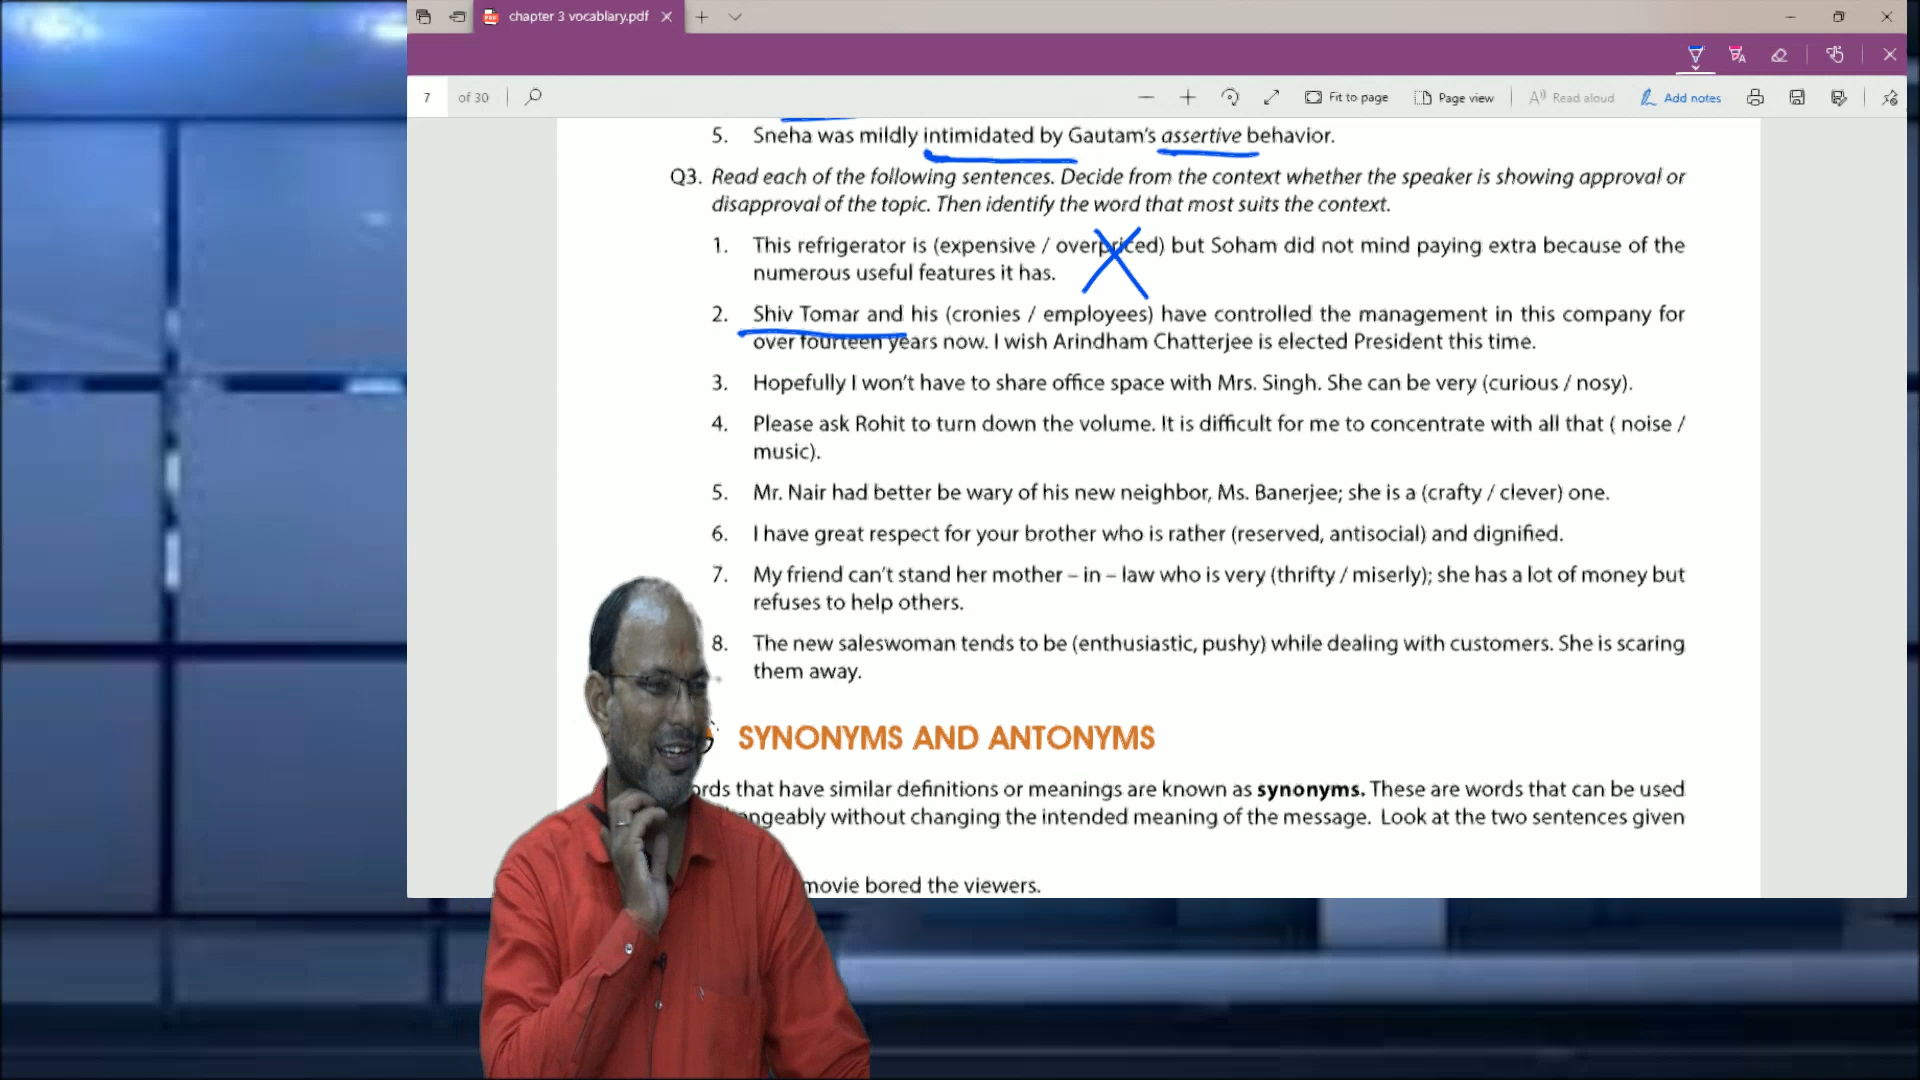 chapter 3 vocablary.pdf
7 of 30
Fit to page
Page view
Read aloud
Add notes
5. Sneha was mildly intimidated by Gautam's assertive behavior.
Q3. Read each of the following sentences. Decide from the context whether the speaker is showing approval or
disapproval of the topic. Then identify the word that most suits the context.
1. This refrigerator is (expensive / overpriced) but Soham did not mind paying extra because of the
numerous useful features it has.
2. Shiv Tomar and his (cronies / employees) have controlled the management in this company for
over fourteen years now. I wish Arindham Chatterjee is elected President this time.
3. Hopefully I won't have to share office space with Mrs. Singh. She can be very (curious / nosy).
4. Please ask Rohit to turn down the volume. It is difficult for me to concentrate with all that ( noise /
music).
5. Mr. Nair had better be wary of his new neighbor, Ms. Banerjee; she is a (crafty / clever) one.
6. I have great respect for your brother who is rather (reserved, antisocial) and dignified.
7. My friend can't stand her mother – in – law who is very (thrifty / miserly); she has a lot of money but
refuses to help others.
8. The new saleswoman tends to be (enthusiastic, pushy) while dealing with customers. She is scaring
them away.
SYNONYMS AND ANTONYMS
that have similar definitions or meanings are known as synonyms. These are words that can be used
without changing the intended meaning of the message. Look at the two sentences given
movie bored the viewers.